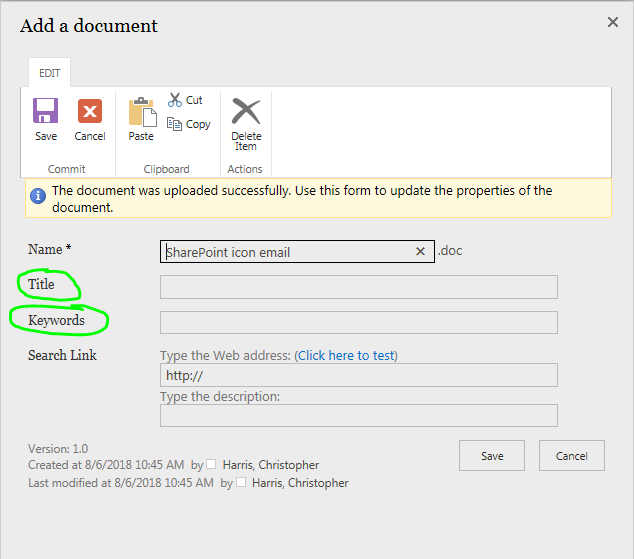 Add a document
EDIT
Save Cancel Paste Cut Copy Delete Item
Commit Clipboard Actions
The document was uploaded successfully. Use this form to update the properties of the
document.
Name * SharePoint icon email .doc
Title
Keywords
Search Link Type the Web address: (Click here to test)
http://
Type the description:
Version: 1.0
Created at 8/6/2018 10:45 AM by Harris, Christopher
Last modified at 8/6/2018 10:45 AM by Harris, Christopher
Save Cancel